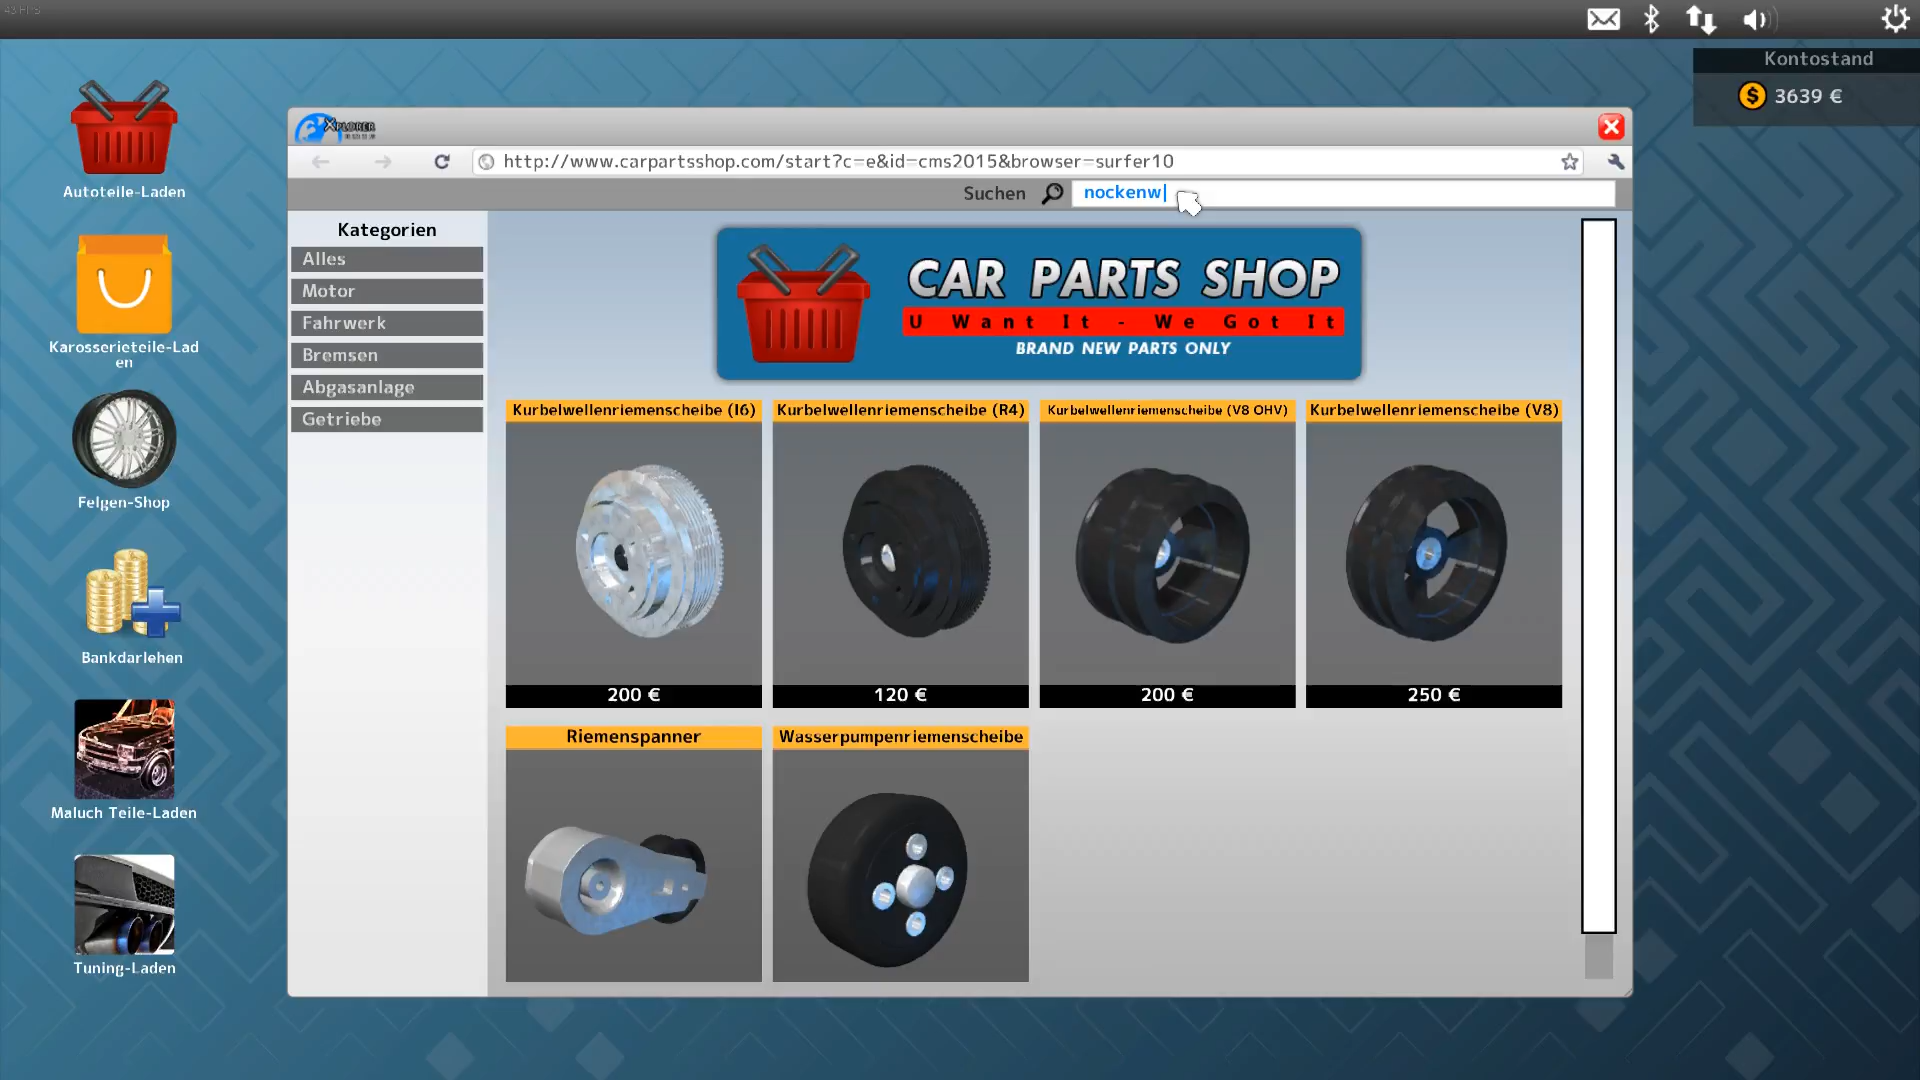 43 FPS
Kontostand
3639 €
Autoteile-Laden
Karosserieteile-Lad
en
Felgen-Shop
Bankdarlehen
Maluch Teile-Laden
Tuning-Laden
XPLORER
http://www.carpartsshop.com/start?c=e&id=cms2015&browser=surfer10
Suchen
nockenw
Kategorien
Alles
Motor
Fahrwerk
Bremsen
Abgasanlage
Getriebe
CAR PARTS SHOP
U Want It - We Got It
BRAND NEW PARTS ONLY
Kurbelwellenriemenscheibe (I6)
Kurbelwellenriemenscheibe (R4)
Kurbelwellenriemenscheibe (V8 OHV)
Kurbelwellenriemenscheibe (V8)
200 €
120 €
200 €
250 €
Riemenspanner
Wasserpumpenriemenscheibe